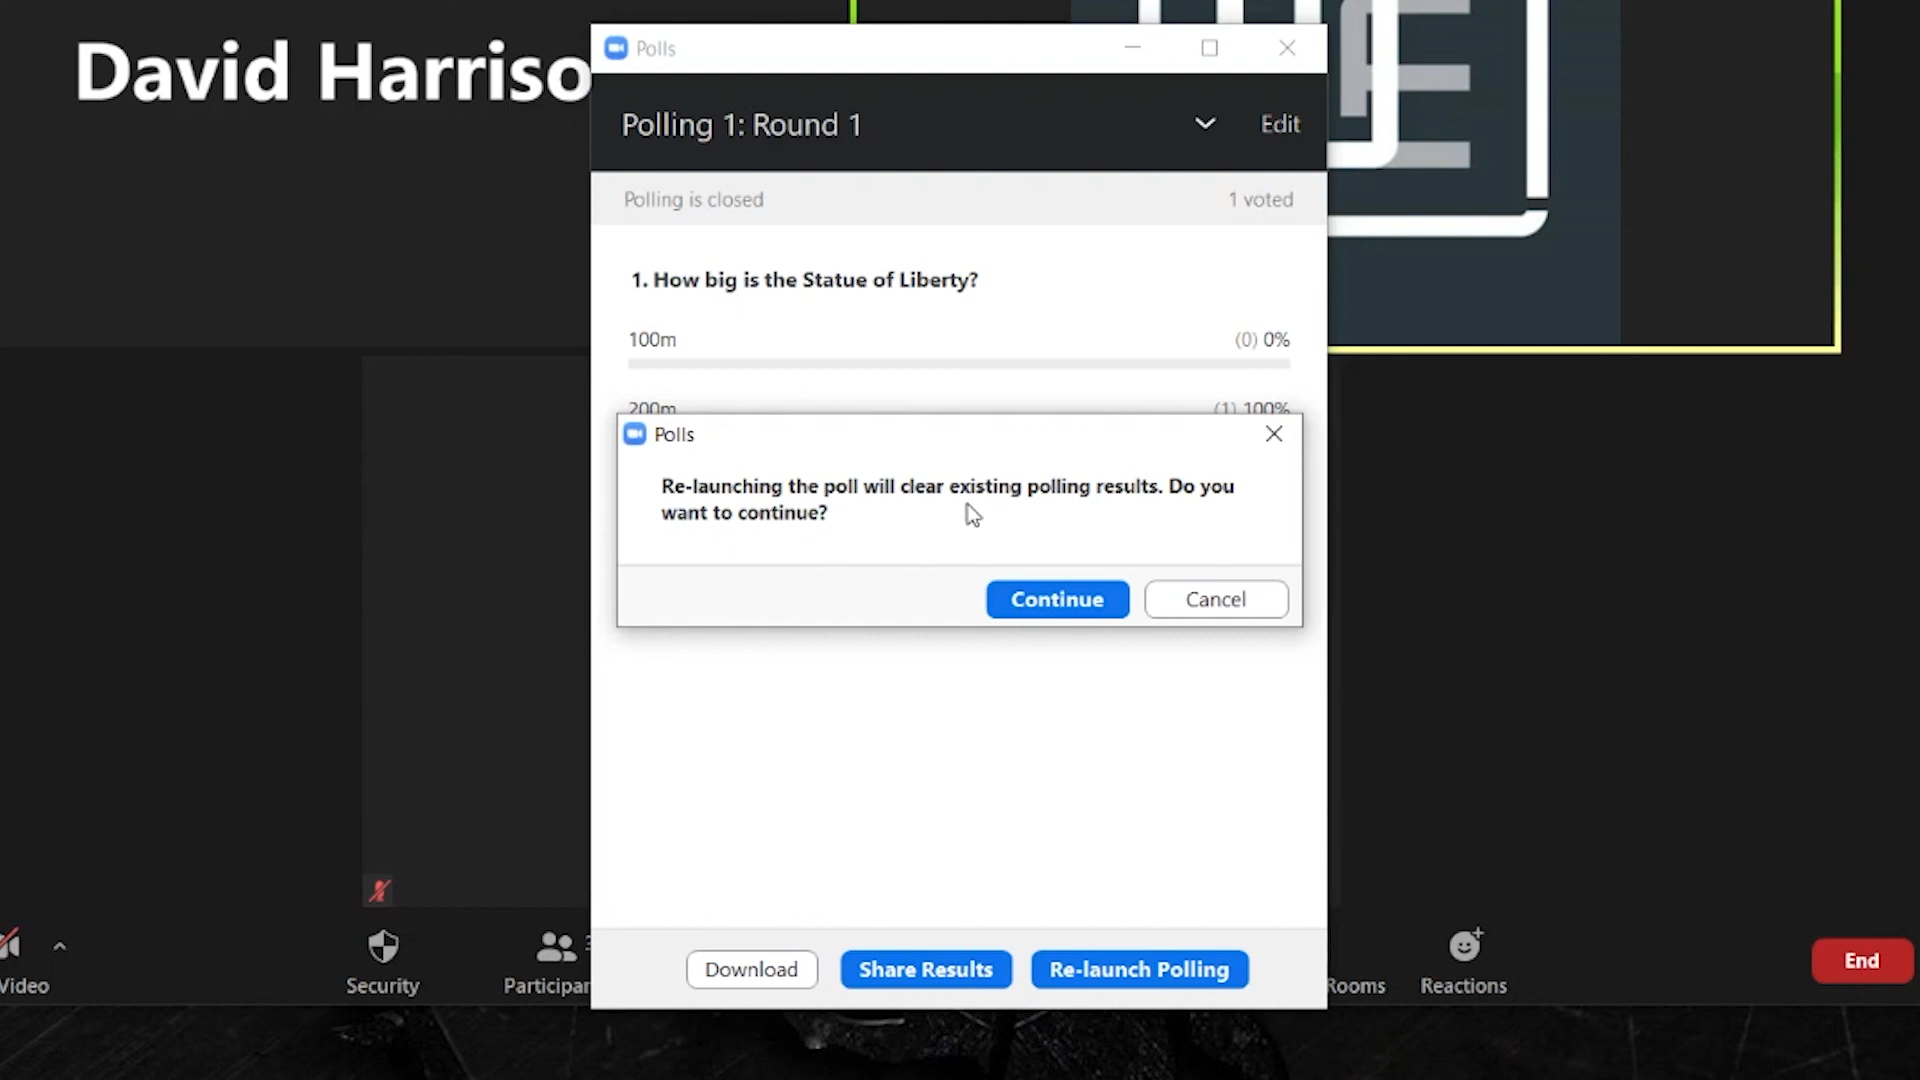 David Harriso
Polls
Polling 1: Round 1
Edit
Polling is closed
1 voted
1. How big is the Statue of Liberty?
100m
(0) 0%
200m
(1) 100%
Polls
Re-launching the poll will clear existing polling results. Do you
want to continue?
Continue
Cancel
Download
Share Results
Re-launch Polling
Video
Security
Participan
Rooms
Reactions
End